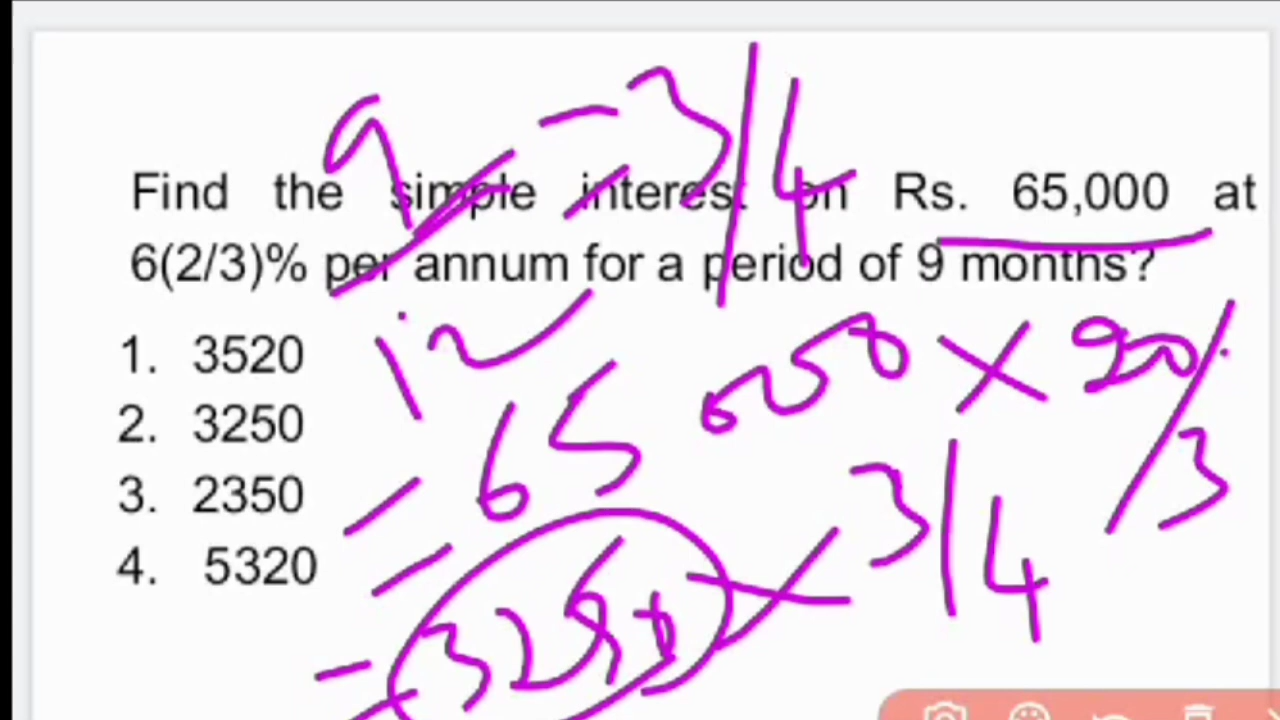 9 - 3/4
Find the simple interest on Rs. 65,000 at
6(2/3)% per annum for a period of 9 months?
12
1. 3520
2. 3250
3. 2350
4. 5320
65 × 20/3
× 3/4
= 3250